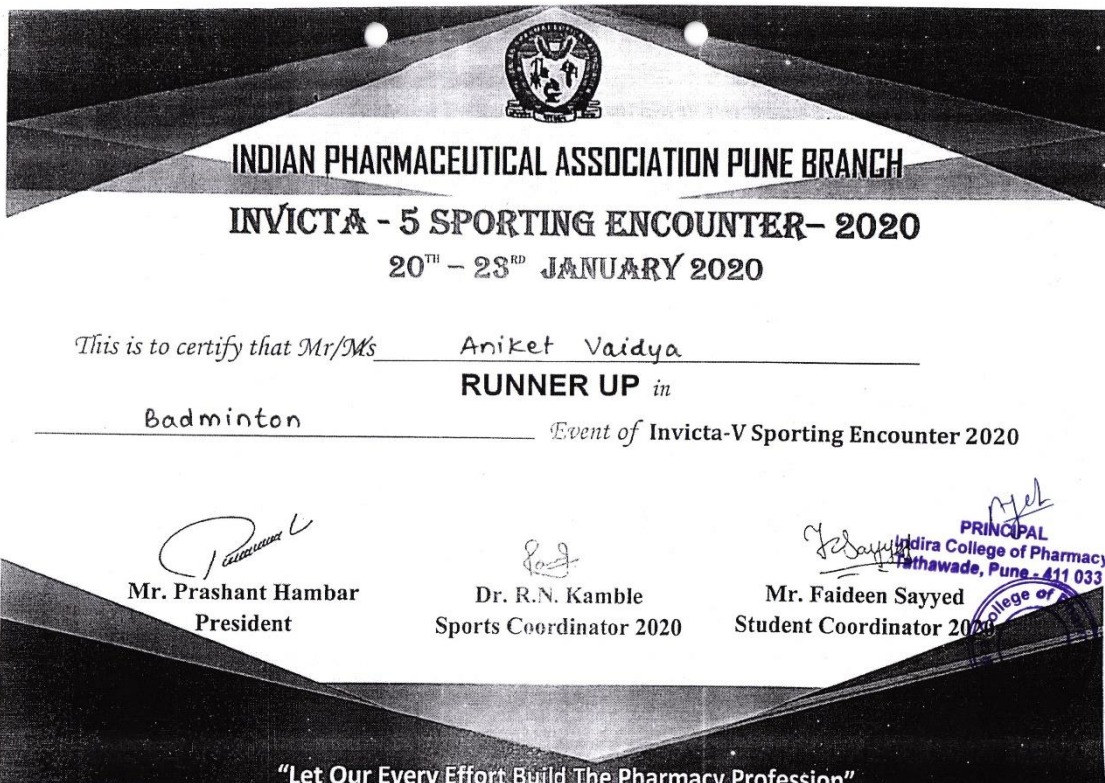 INDIAN PHARMACEUTICAL ASSOCIATION PUNE BRANCH
INVICTA - 5 SPORTING ENCOUNTER– 2020
20TH – 23RD JANUARY 2020
This is to certify that Mr/Ms Aniket Vaidya
RUNNER UP in
Badminton Event of Invicta-V Sporting Encounter 2020
PRINCIPAL
Indira College of Pharmacy
Tathawade, Pune - 411 033
Mr. Prashant Hambar
President
Dr. R.N. Kamble
Sports Coordinator 2020
Mr. Faideen Sayyed
Student Coordinator 2020
College of
"Let Our Every Effort Build The Pharmacy Profession"